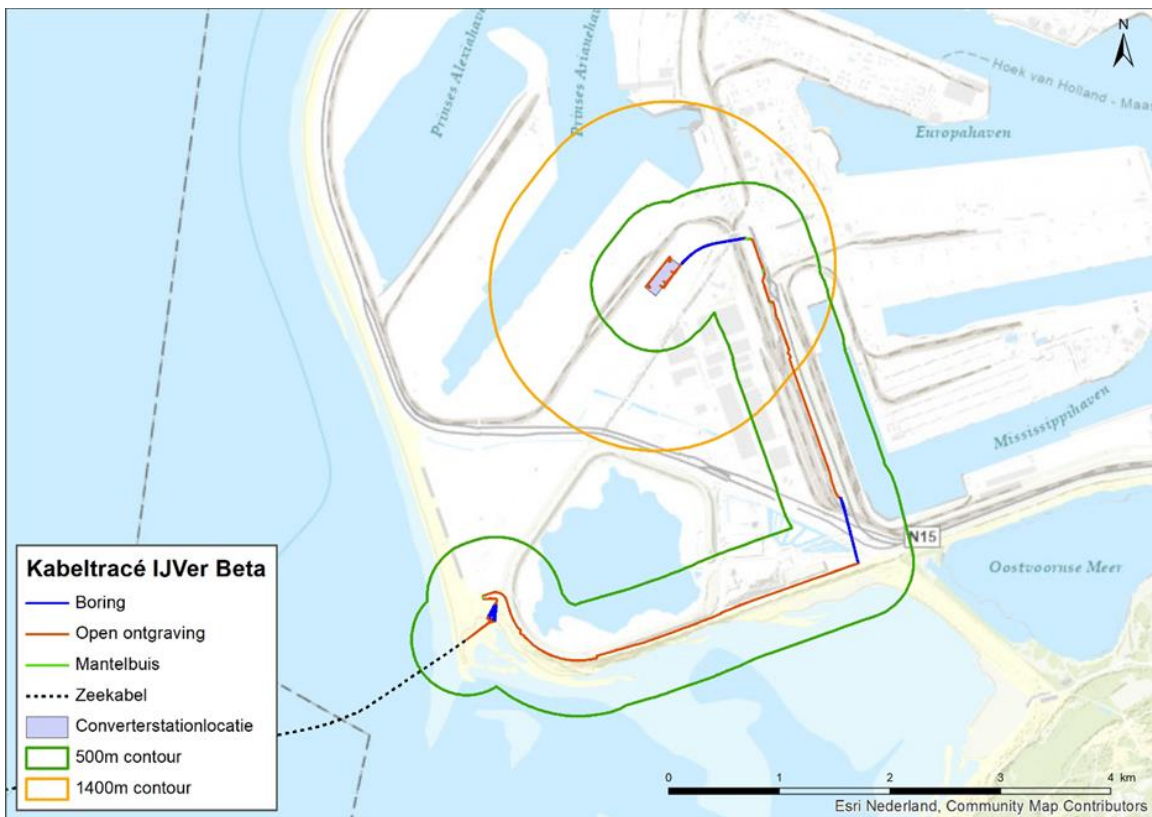 N
Prinses Alexiahaven
Prinses Arianehav
Hoek van Holland - Maas
Europahaven
Mississippihaven
N15
Oostvoornse Meer
Kabeltracé IJVer Beta
Boring
Open ontgraving
Mantelbuis
Zeekabel
Converterstationlocatie
500m contour
1400m contour
0 1 2 3 4 km
Esri Nederland, Community Map Contributors